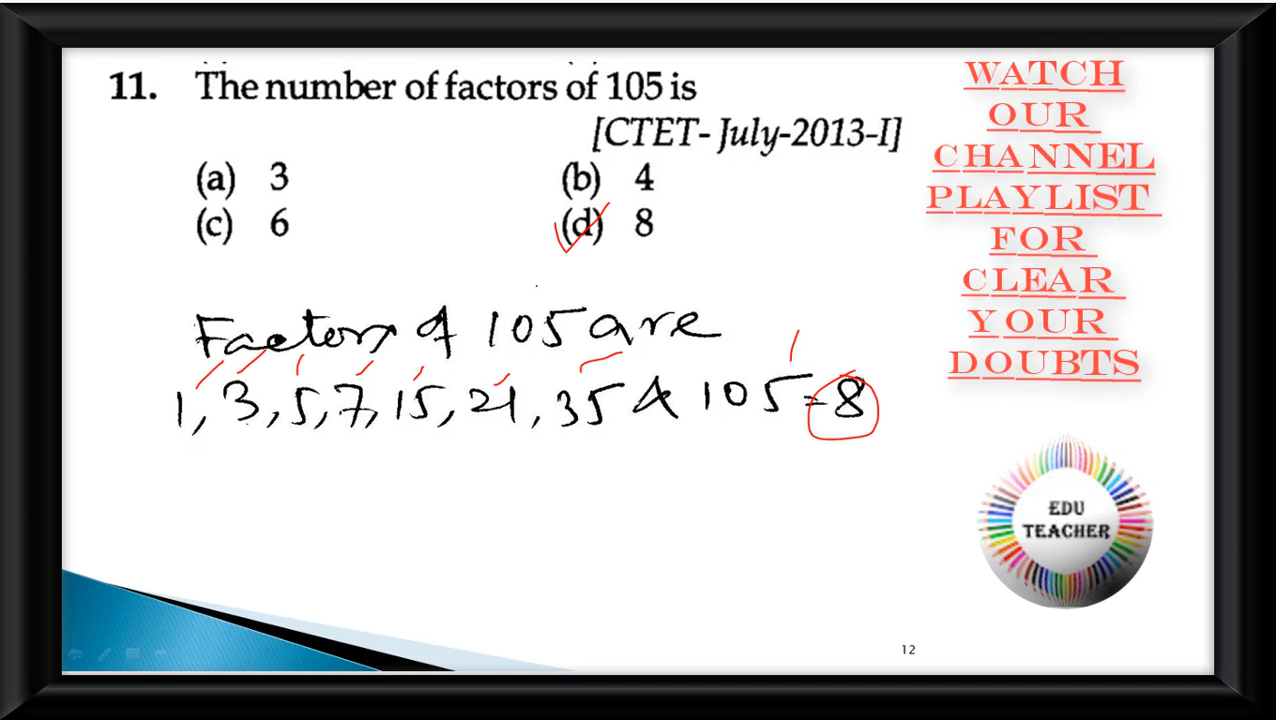 11. The number of factors of 105 is
[CTET- July-2013-I]
(a) 3 (b) 4
(c) 6 (d) 8
Factors of 105 are
1, 3, 5, 7, 15, 21, 35 & 105 = 8
WATCH
OUR
CHANNEL
PLAYLIST
FOR
CLEAR
YOUR
DOUBTS
EDU
TEACHER
12